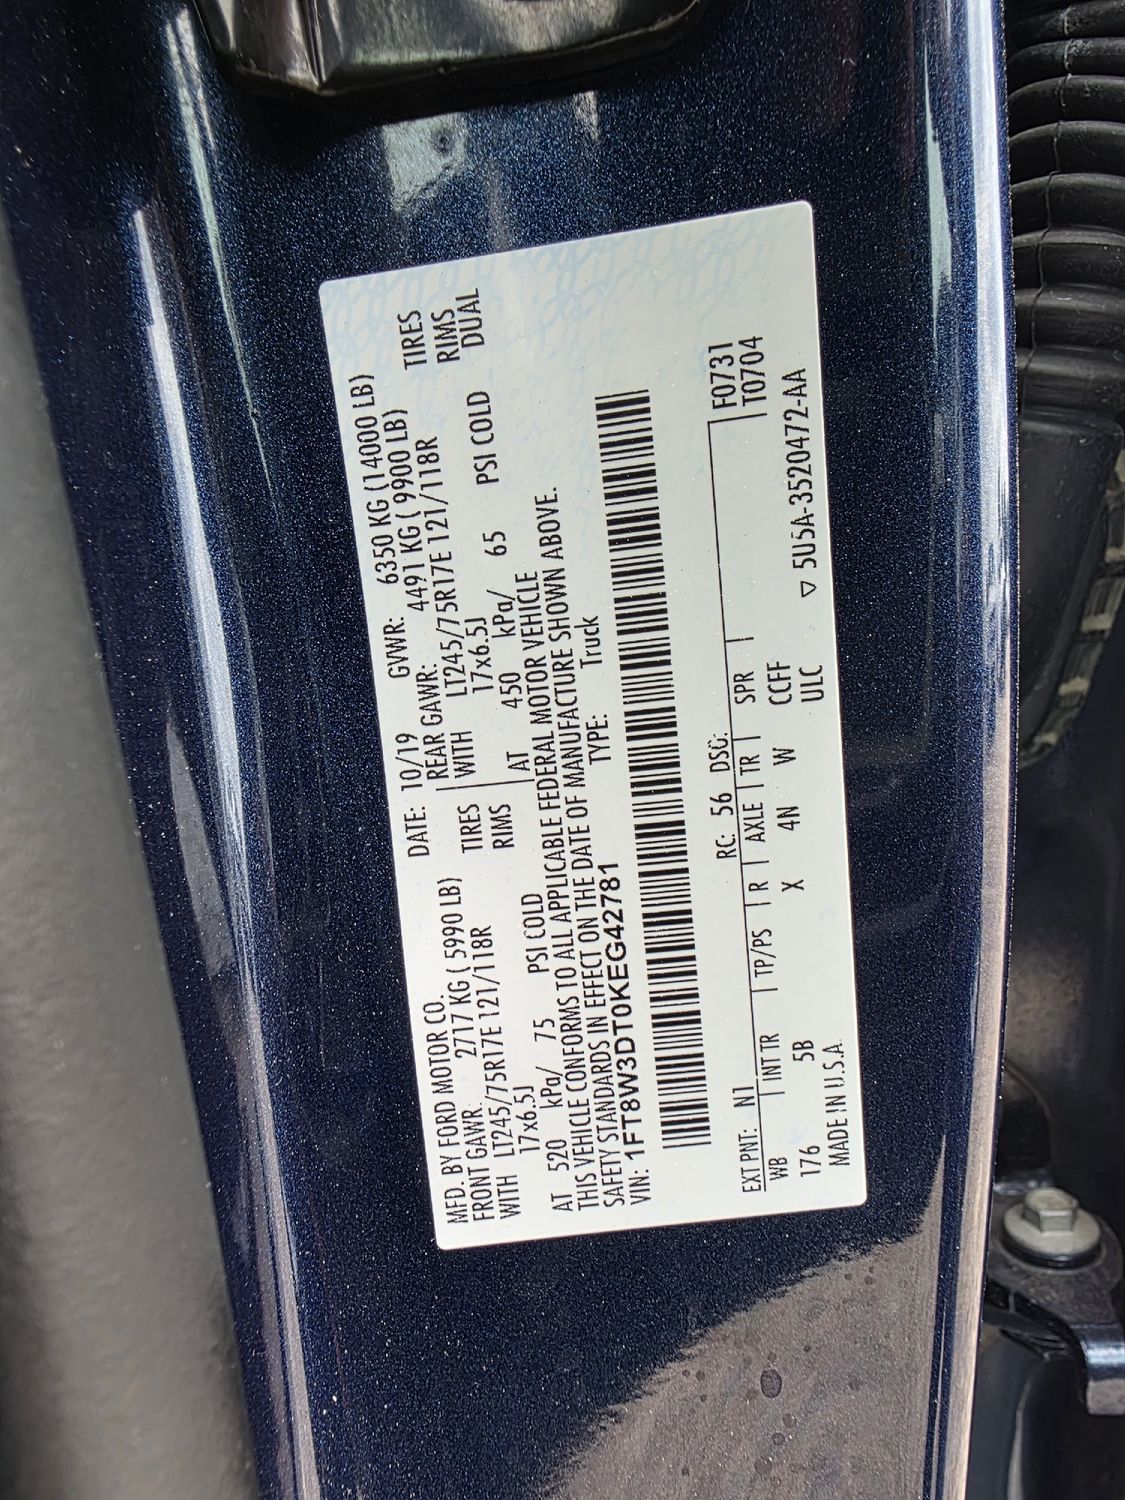 MFD. BY FORD MOTOR CO.
DATE: 10/19 GVWR: 6350 KG (14000 LB)
FRONT GAWR: 2717 KG ( 5990 LB) REAR GAWR: 4491 KG ( 9900 LB)
WITH LT245/75R17E 121/118R TIRES WITH LT245/75R17E 121/118R TIRES
17x6.5J RIMS 17x6.5J RIMS
AT 520 kPa/ 75 PSI COLD AT 450 kPa/ 65 PSI COLD DUAL
THIS VEHICLE CONFORMS TO ALL APPLICABLE FEDERAL MOTOR VEHICLE
SAFETY STANDARDS IN EFFECT ON THE DATE OF MANUFACTURE SHOWN ABOVE.
VIN: 1FT8W3DT0KEG42781 TYPE: Truck
EXT PNT: N1 RC: 56 DSO: F0731
WB INT TR TP/PS R AXLE TR SPR T0704
176 5B X 4N W CCFF
MADE IN U.S.A. ULC ▽ 5U5A-3520472-AA